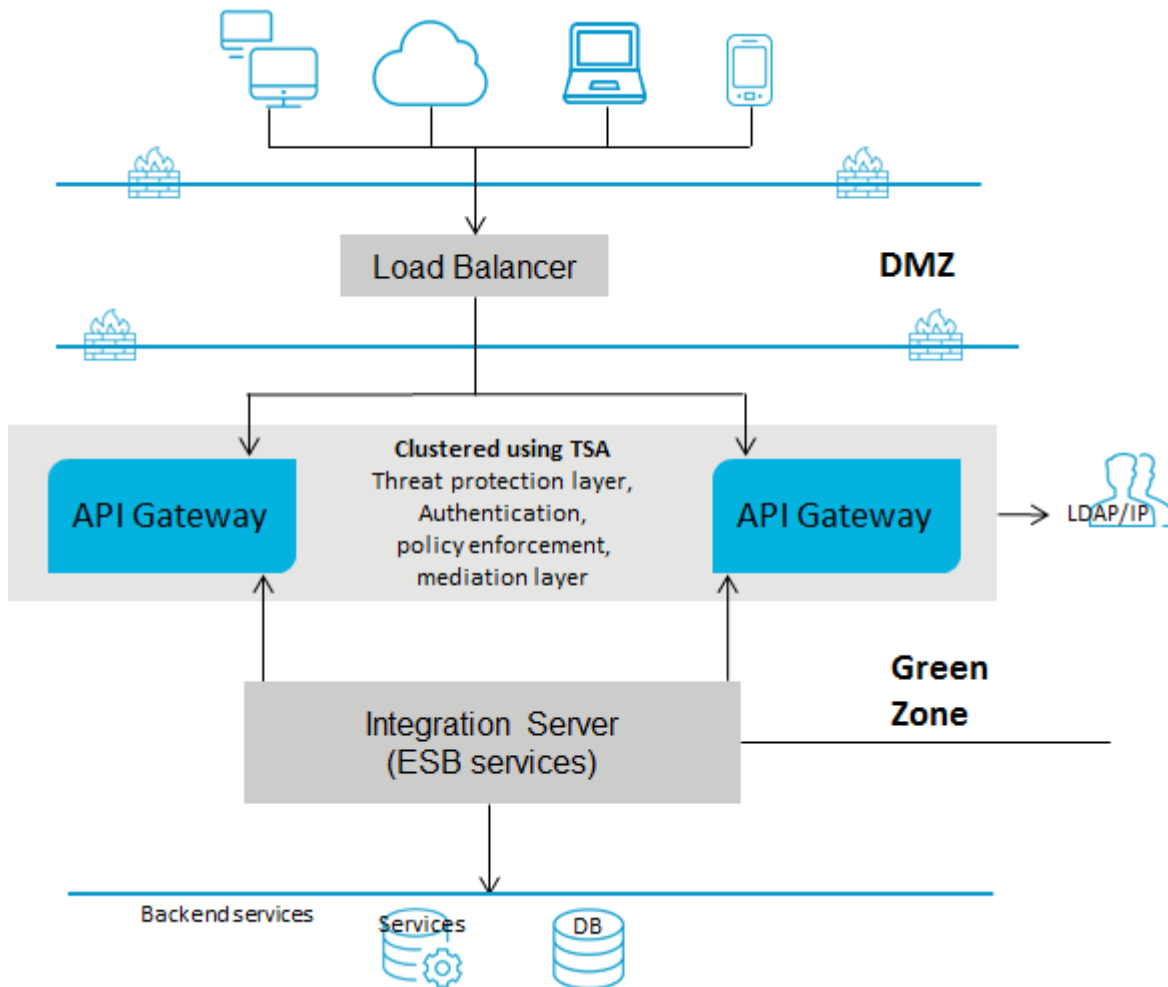 Load Balancer
DMZ
Clustered using TSA
Threat protection layer,
Authentication,
policy enforcement,
mediation layer
API Gateway
API Gateway
LDAP/IP
Green
Zone
Integration Server
(ESB services)
Backend services
Services
DB